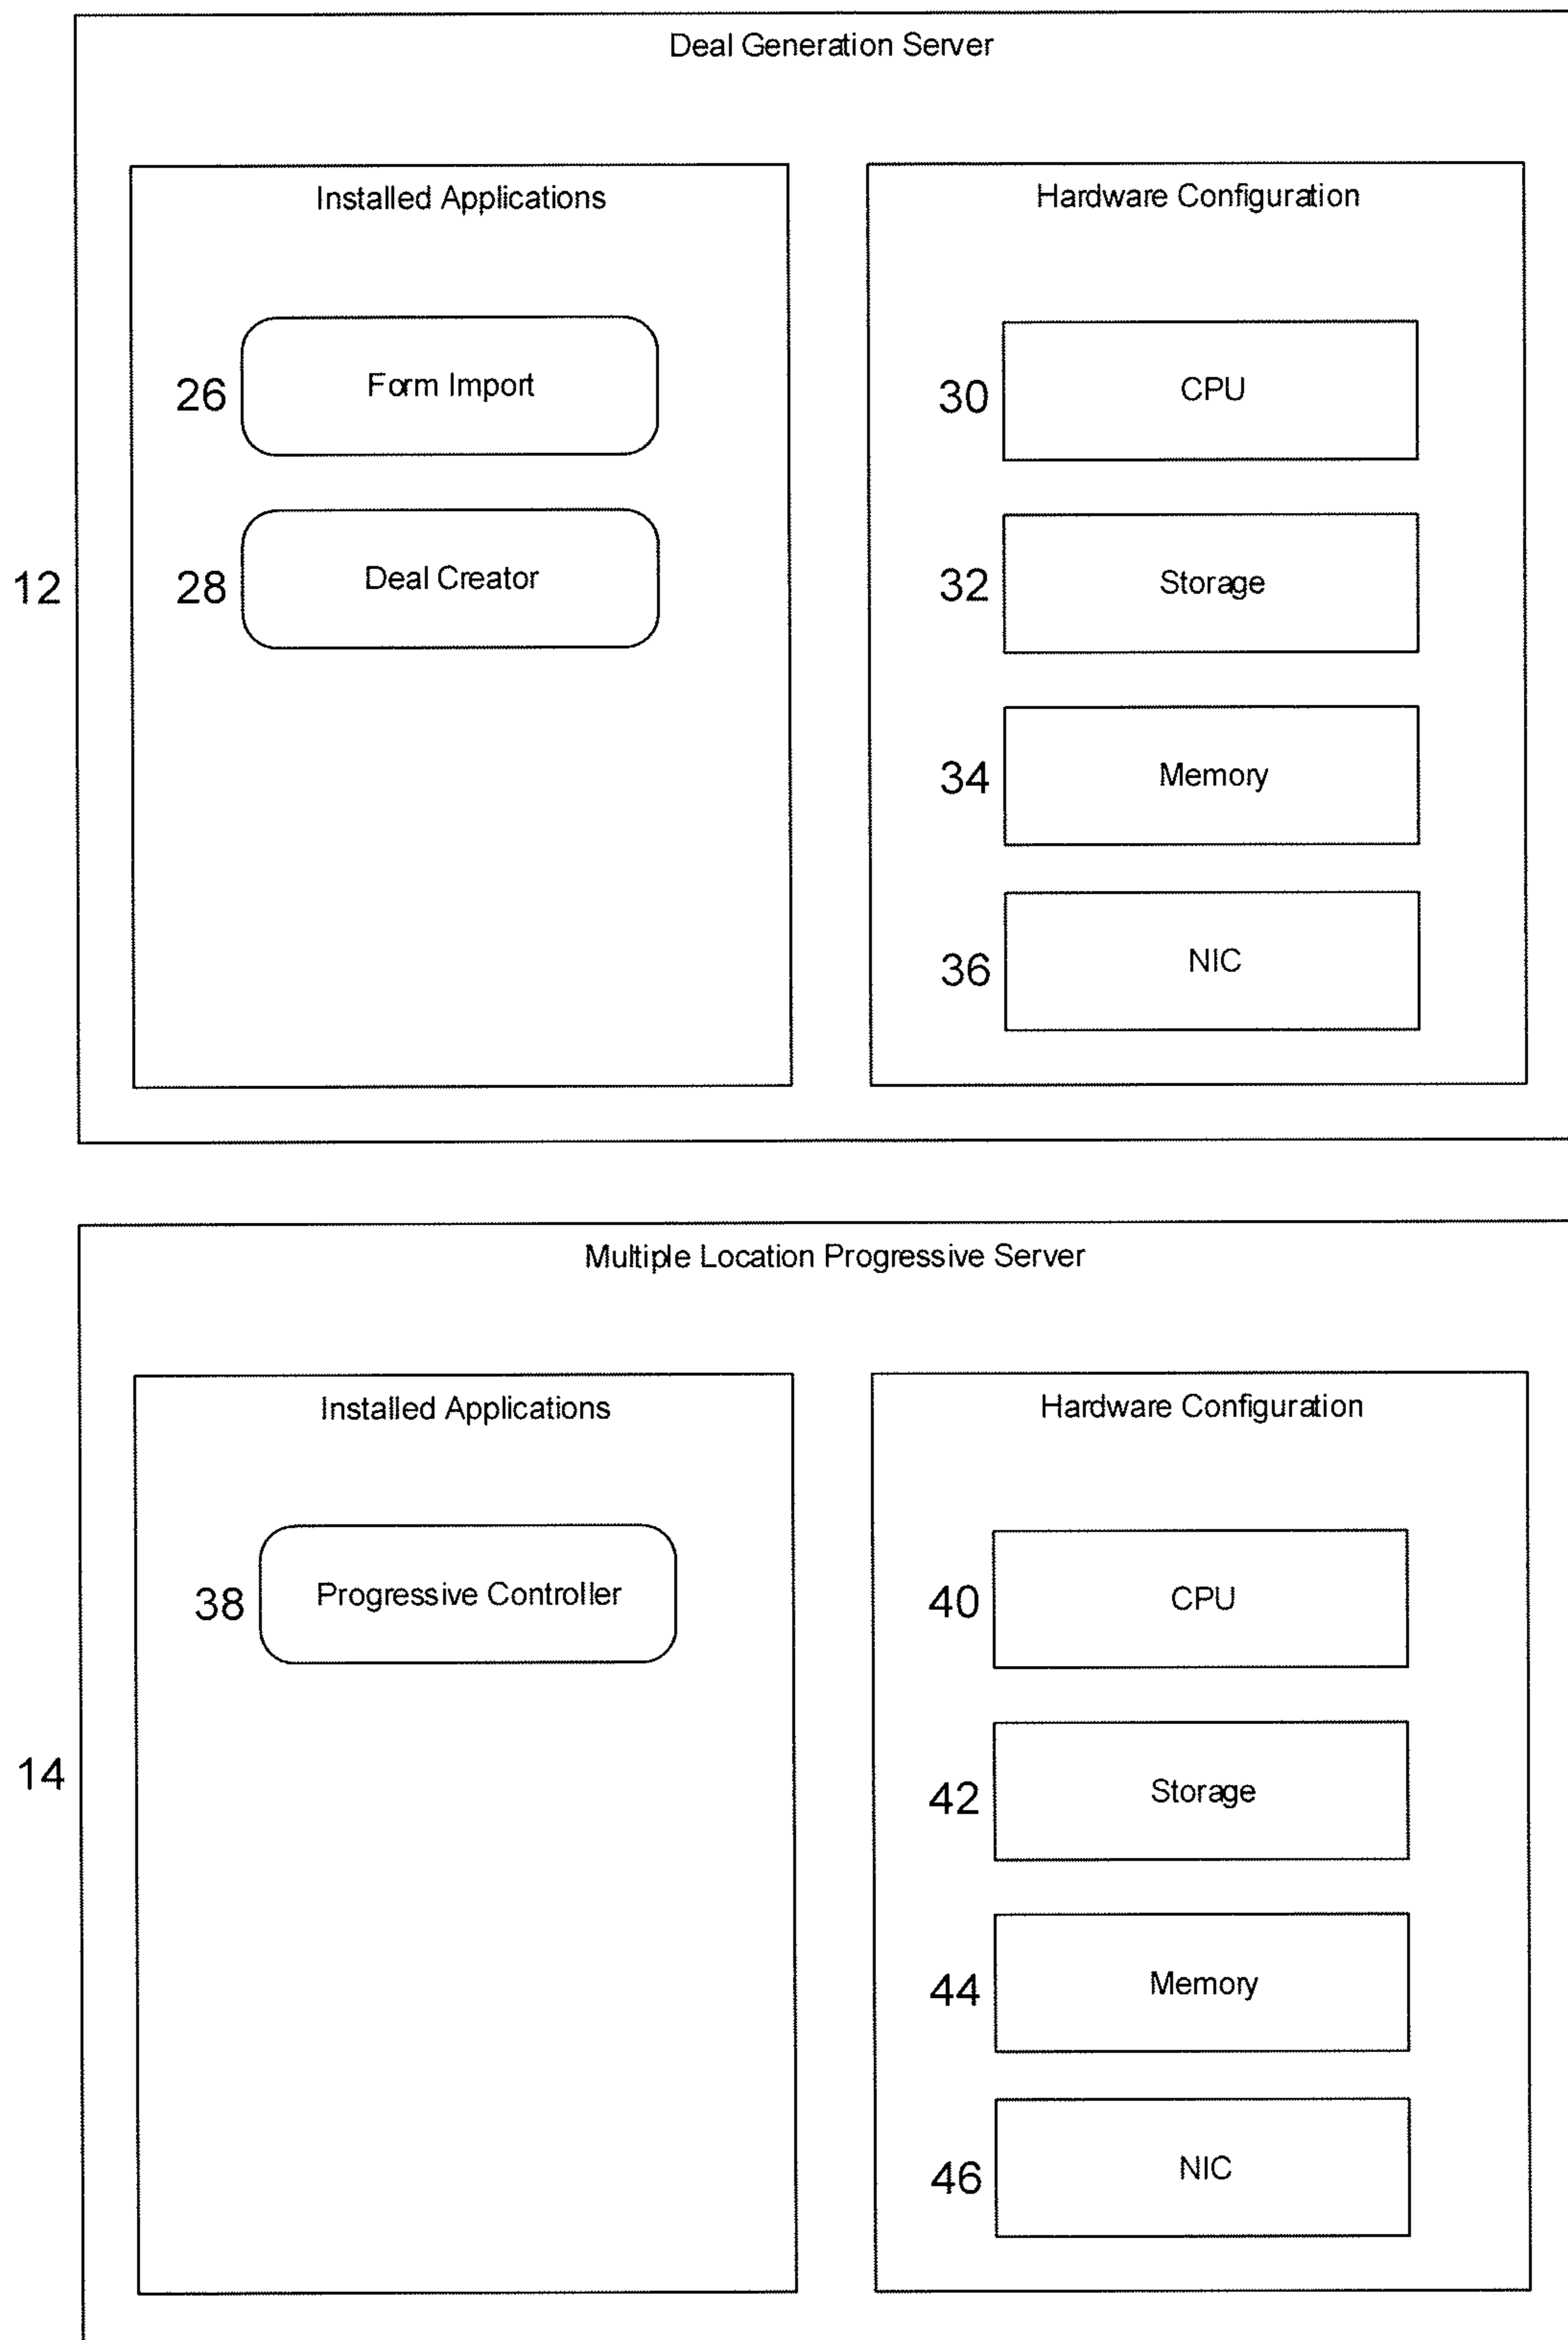 Deal Generation Server
Installed Applications
Hardware Configuration
26
Form Import
30
CPU
12
28
Deal Creator
32
Storage
34
Memory
36
NIC
Multiple Location Progressive Server
Installed Applications
Hardware Configuration
38
Progressive Controller
40
CPU
14
42
Storage
44
Memory
46
NIC